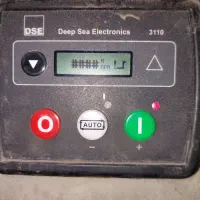 DSE Deep Sea Electronics 3110
####
O AUTO I
− +